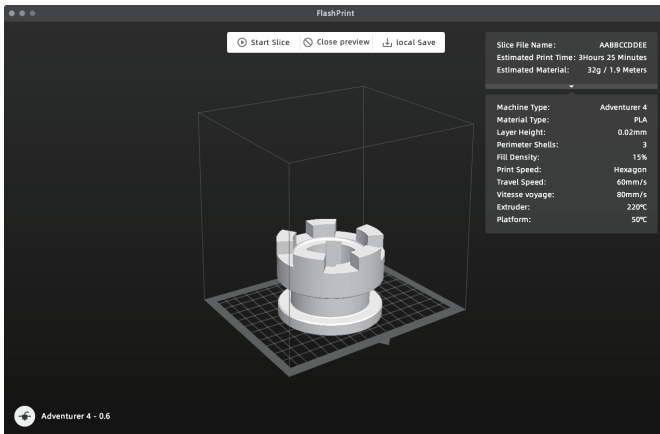 FlashPrint
Start Slice Close preview local Save
Slice File Name: AABBCCDDEE
Estimated Print Time: 3Hours 25 Minutes
Estimated Material: 32g / 1.9 Meters
Machine Type: Adventurer 4
Material Type: PLA
Layer Height: 0.02mm
Perimeter Shells: 3
Fill Density: 15%
Print Speed: Hexagon
Travel Speed: 60mm/s
Vitesse voyage: 80mm/s
Extruder: 220℃
Platform: 50℃
Adventurer 4 - 0.6